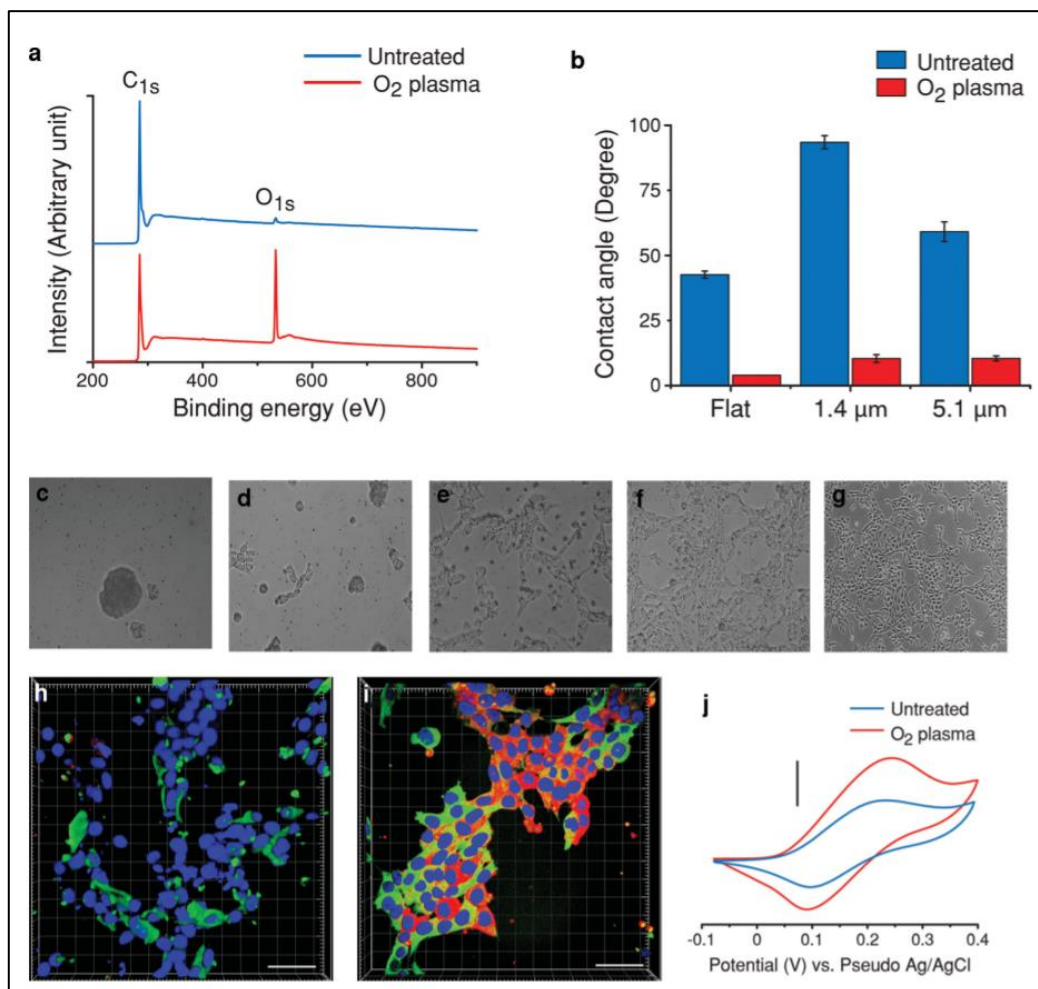 a
Untreated
O2 plasma
C1s
O1s
Intensity (Arbitrary unit)
200 400 600 800
Binding energy (eV)
b
Untreated
O2 plasma
Contact angle (Degree)
100
75
50
25
0
Flat 1.4 µm 5.1 µm
c
d
e
f
g
h
i
j
Untreated
O2 plasma
-0.1 0 0.1 0.2 0.3 0.4
Potential (V) vs. Pseudo Ag/AgCl